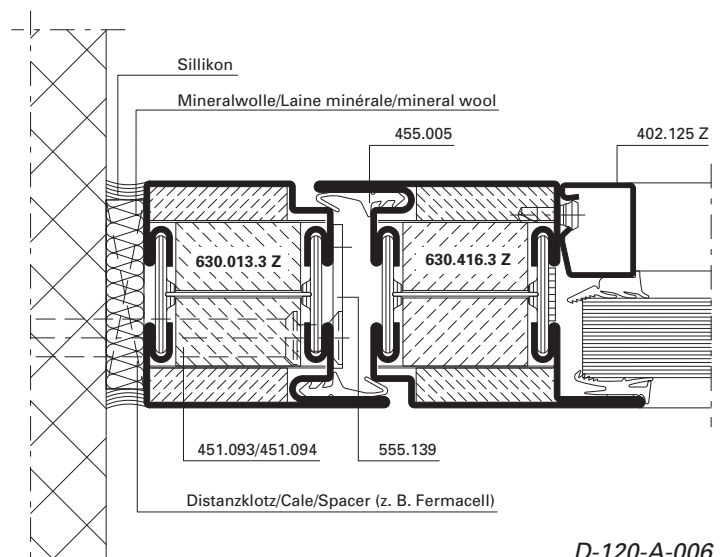 Sillikon
Mineralwolle/Laine minérale/mineral wool
455.005
402.125 Z
630.013.3 Z
630.416.3 Z
451.093/451.094
555.139
Distanzklotz/Cale/Spacer (z. B. Fermacell)
D-120-A-006